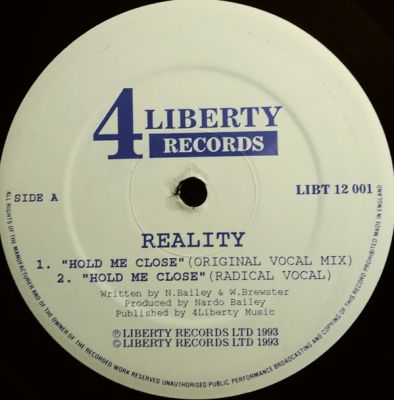 4 LIBERTY
RECORDS
SIDE A
LIBT 12 001
REALITY
1. "HOLD ME CLOSE"(ORIGINAL VOCAL MIX)
2. "HOLD ME CLOSE"(RADICAL VOCAL)
Written by N.Bailey & W.Brewster
Produced by Nardo Bailey
Published by 4Liberty Music
℗ LIBERTY RECORDS LTD 1993
© LIBERTY RECORDS LTD 1993
ALL RIGHTS OF THE MANUFACTURER AND OF THE OWNER OF THE RECORDED WORK RESERVED UNAUTHORISED PUBLIC PERFORMANCE BROADCASTING AND COPYING OF THIS RECORD PROHIBITED MADE IN ENGLAND